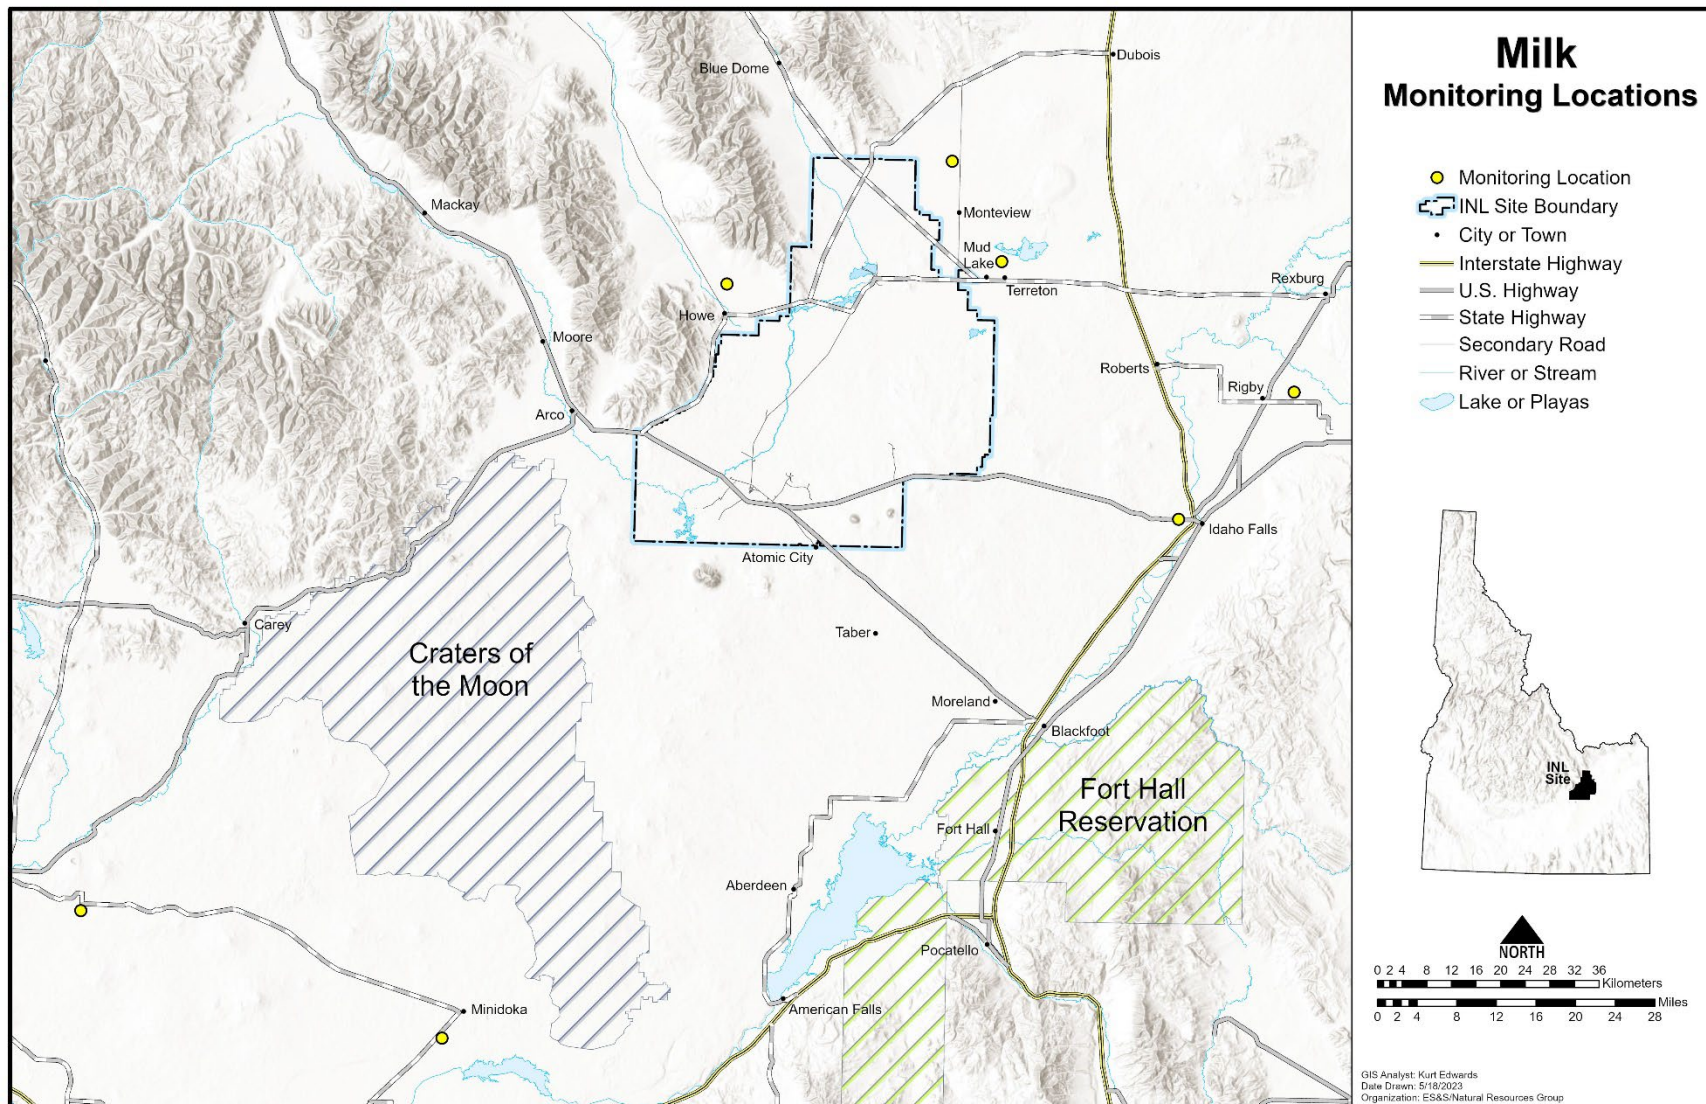 Milk
Monitoring Locations
Monitoring Location
INL Site Boundary
City or Town
Interstate Highway
U.S. Highway
State Highway
Secondary Road
River or Stream
Lake or Playas
Blue Dome
Dubois
Mackay
Monteview
Mud
Lake
Terreton
Rexburg
Howe
Moore
Roberts
Rigby
Arco
Idaho Falls
Atomic City
Carey
Taber
Craters of
the Moon
Moreland
Blackfoot
Fort Hall
Reservation
Fort Hall
Aberdeen
Pocatello
Minidoka
American Falls
INL
Site
NORTH
0 2 4 8 12 16 20 24 28 32 36
Kilometers
Miles
0 2 4 8 12 16 20 24 28
GIS Analyst: Kurt Edwards
Date Drawn: 5/18/2023
Organization: ES&S/Natural Resources Group